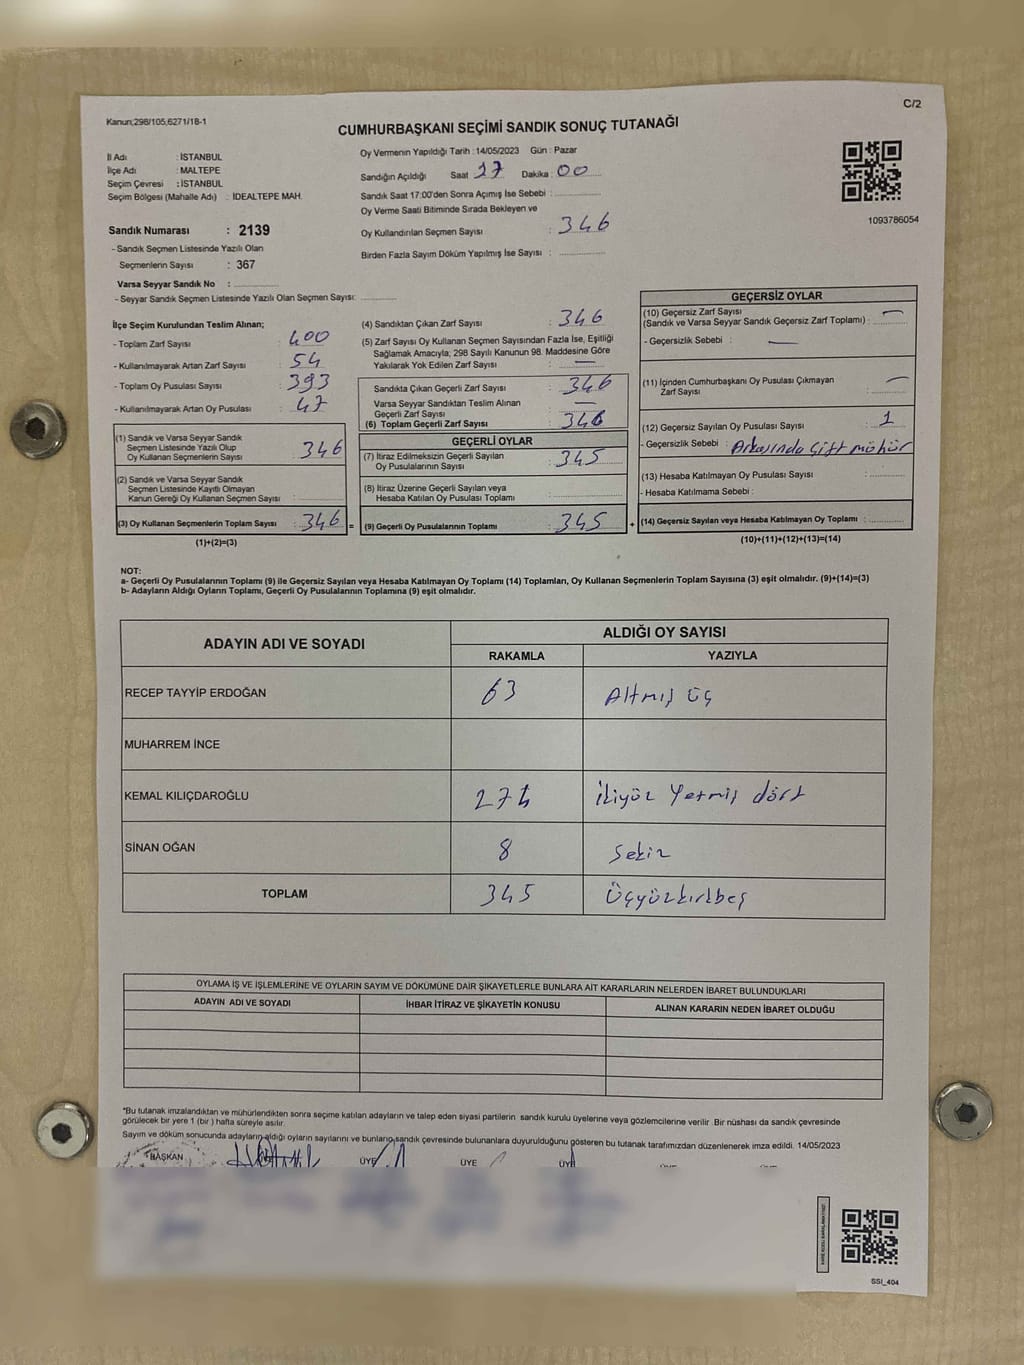 C/2
Kanun;298/105,6271/18-1
CUMHURBAŞKANI SEÇİMİ SANDIK SONUÇ TUTANAĞI
İl Adı : İSTANBUL
İlçe Adı : MALTEPE
Seçim Çevresi : İSTANBUL
Seçim Bölgesi (Mahalle Adı) : IDEALTEPE MAH.
Sandık Numarası : 2139
- Sandık Seçmen Listesinde Yazılı Olan
Seçmenlerin Sayısı : 367
Varsa Seyyar Sandık No :
- Seyyar Sandık Seçmen Listesinde Yazılı Olan Seçmen Sayısı:
Oy Vermenin Yapıldığı Tarih : 14/05/2023 Gün : Pazar
Sandığın Açıldığı Saat 17 Dakika : 00
Sandık Saat 17:00'den Sonra Açımış İse Sebebi :
Oy Verme Saati Bitiminde Sırada Bekleyen ve
Oy Kullandırılan Seçmen Sayısı : 346
Birden Fazla Sayım Döküm Yapılmış İse Sayısı :
1093786054
İlçe Seçim Kurulundan Teslim Alınan;
- Toplam Zarf Sayısı : 400
- Kullanılmayarak Artan Zarf Sayısı : 54
- Toplam Oy Pusulası Sayısı : 393
- Kullanılmayarak Artan Oy Pusulası : 47
(1) Sandık ve Varsa Seyyar Sandık
Seçmen Listesinde Yazılı Olup
Oy Kullanan Seçmenlerin Sayısı : 346
(2) Sandık ve Varsa Seyyar Sandık
Seçmen Listesinde Kayıtlı Olmayan
Kanun Gereği Oy Kullanan Seçmen Sayısı :
(3) Oy Kullanan Seçmenlerin Toplam Sayısı : 346 =
(1)+(2)=(3)
(4) Sandıktan Çıkan Zarf Sayısı : 346
(5) Zarf Sayısı Oy Kullanan Seçmen Sayısından Fazla İse, Eşitliği
Sağlamak Amacıyla; 298 Sayılı Kanunun 98. Maddesine Göre
Yakılarak Yok Edilen Zarf Sayısı : —
Sandıkta Çıkan Geçerli Zarf Sayısı : 346
Varsa Seyyar Sandıktan Teslim Alınan
Geçerli Zarf Sayısı : —
(6) Toplam Geçerli Zarf Sayısı : 346
GEÇERLİ OYLAR
(7) İtiraz Edilmeksizin Geçerli Sayılan
Oy Pusulalarının Sayısı : 345
(8) İtiraz Üzerine Geçerli Sayılan veya
Hesaba Katılan Oy Pusulası Toplamı :
(9) Geçerli Oy Pusulalarının Toplamı : 345 +
GEÇERSİZ OYLAR
(10) Geçersiz Zarf Sayısı
(Sandık ve Varsa Seyyar Sandık Geçersiz Zarf Toplamı) : —
- Geçersizlik Sebebi : —
(11) İçinden Cumhurbaşkanı Oy Pusulası Çıkmayan
Zarf Sayısı : —
(12) Geçersiz Sayılan Oy Pusulası Sayısı : 1
- Geçersizlik Sebebi : Arkasında Çift mühür
(13) Hesaba Katılmayan Oy Pusulası Sayısı :
- Hesaba Katılmama Sebebi :
(14) Geçersiz Sayılan veya Hesaba Katılmayan Oy Toplamı :
(10)+(11)+(12)+(13)=(14)
NOT:
a- Geçerli Oy Pusulalarının Toplamı (9) ile Geçersiz Sayılan veya Hesaba Katılmayan Oy Toplamı (14) Toplamları, Oy Kullanan Seçmenlerin Toplam Sayısına (3) eşit olmalıdır. (9)+(14)=(3)
b- Adayların Aldığı Oyların Toplamı, Geçerli Oy Pusulalarının Toplamına (9) eşit olmalıdır.
ADAYIN ADI VE SOYADI ALDIĞI OY SAYISI
RAKAMLA YAZIYLA
RECEP TAYYİP ERDOĞAN 63 Altmış üç
MUHARREM İNCE
KEMAL KILIÇDAROĞLU 274 ikiyüz Yetmiş dört
SİNAN OĞAN 8 Sekiz
TOPLAM 345 Üçyüzkırkbeş
OYLAMA İŞ VE İŞLEMLERİNE VE OYLARIN SAYIM VE DÖKÜMÜNE DAİR ŞİKAYETLERLE BUNLARA AİT KARARLARIN NELERDEN İBARET BULUNDUKLARI
ADAYIN ADI VE SOYADI İHBAR İTİRAZ VE ŞİKAYETİN KONUSU ALINAN KARARIN NEDEN İBARET OLDUĞU
*Bu tutanak imzalandıktan ve mühürlendikten sonra seçime katılan adayların ve talep eden siyasi partilerin sandık kurulu üyelerine veya gözlemcilerine verilir. Bir nüshası da sandık çevresinde
görülecek bir yere 1 (bir ) hafta süreyle asılır.
Sayım ve döküm sonucunda adayların aldığı oyların sayılarını ve bunların sandık çevresinde bulunanlara duyurulduğunu gösteren bu tutanak tarafımızdan düzenlenerek imza edildi. 14/05/2023
BAŞKAN ÜYE ÜYE ÜYE
SSI_404